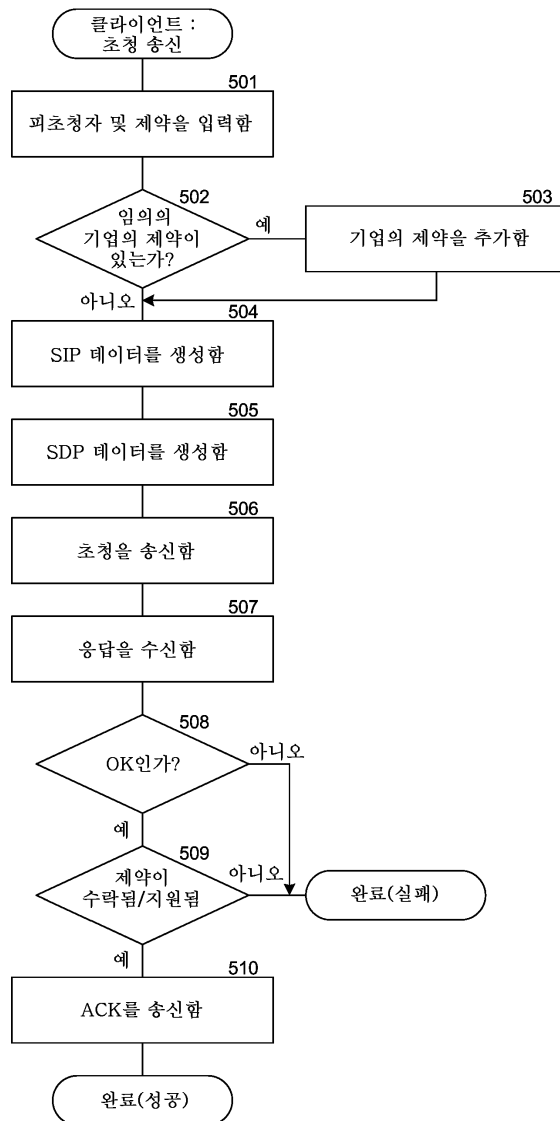 클라이언트 :
초청 송신
501
피초청자 및 제약을 입력함
502
임의의
기업의 제약이
있는가?
예
503
기업의 제약을 추가함
아니오
504
SIP 데이터를 생성함
505
SDP 데이터를 생성함
506
초청을 송신함
507
응답을 수신함
508
OK인가?
아니오
예
509
제약이
수락됨/지원됨
아니오
완료(실패)
예
510
ACK를 송신함
완료(성공)